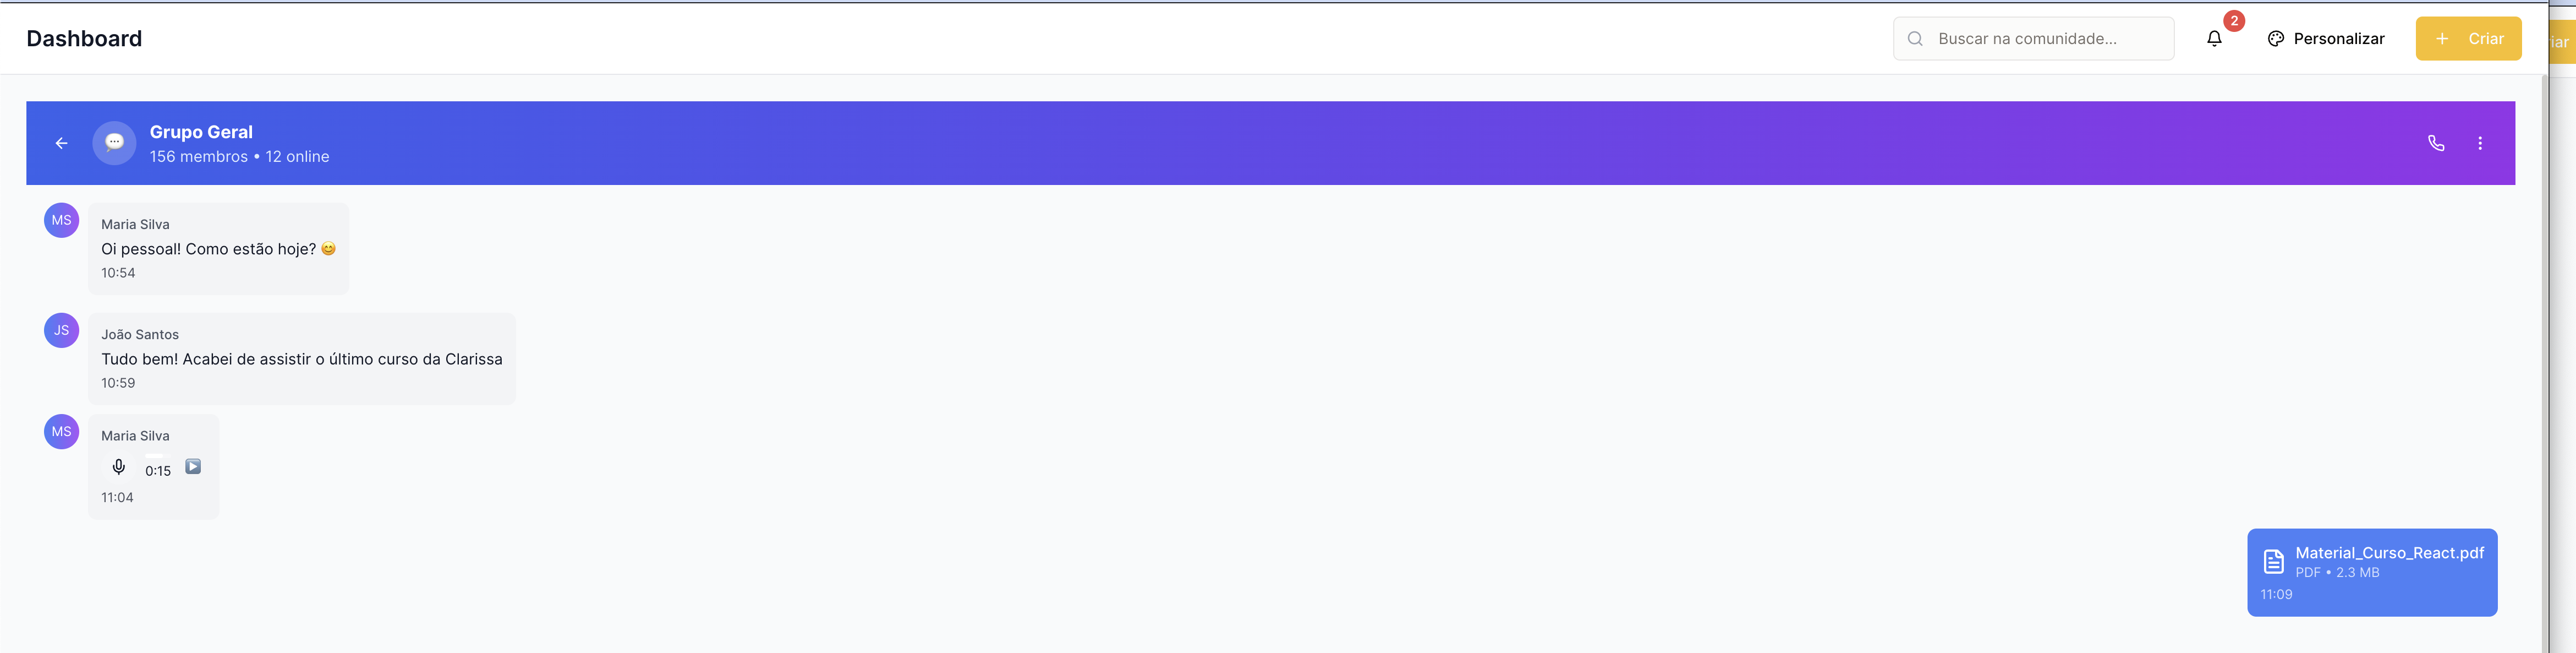 Dashboard
Buscar na comunidade...
2
Personalizar
+ Criar
Grupo Geral
156 membros • 12 online
MS
Maria Silva
Oi pessoal! Como estão hoje? 😊
10:54
JS
João Santos
Tudo bem! Acabei de assistir o último curso da Clarissa
10:59
MS
Maria Silva
0:15
11:04
Material_Curso_React.pdf
PDF • 2.3 MB
11:09